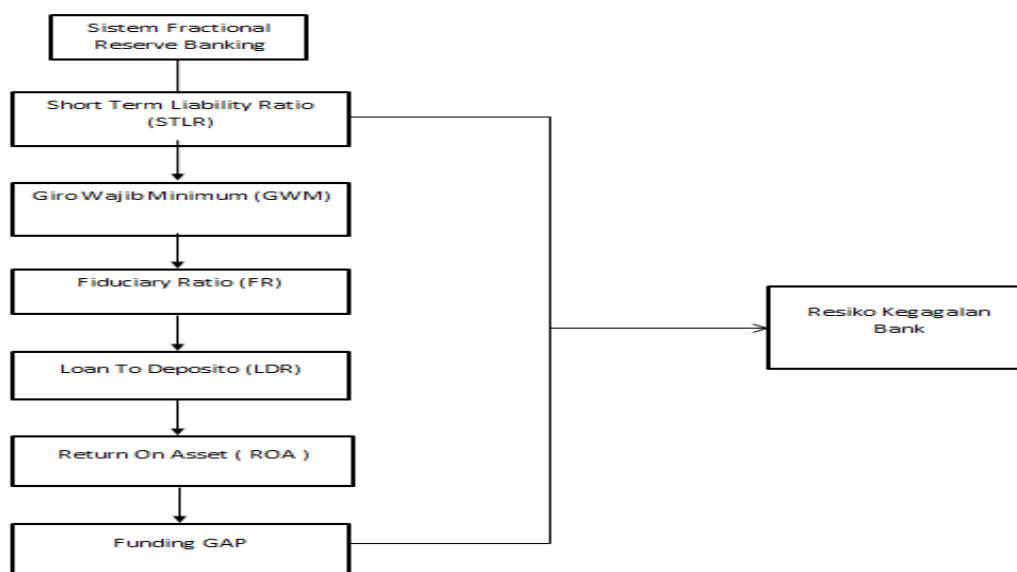 Sistem Fractional
Reserve Banking
Short Term Liability Ratio
(STLR)
Giro Wajib Minimum (GWM)
Fiduciary Ratio (FR)
Loan To Deposito (LDR)
Return On Asset ( ROA )
Funding GAP
Resiko Kegagalan
Bank